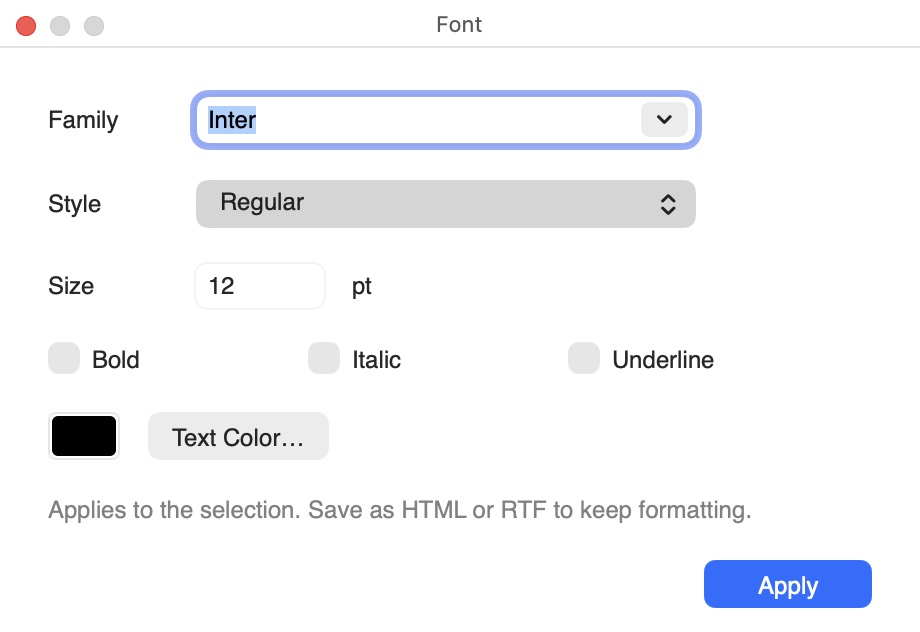 Font
Family Inter
Style Regular
Size 12 pt
Bold Italic Underline
Text Color…
Applies to the selection. Save as HTML or RTF to keep formatting.
Apply